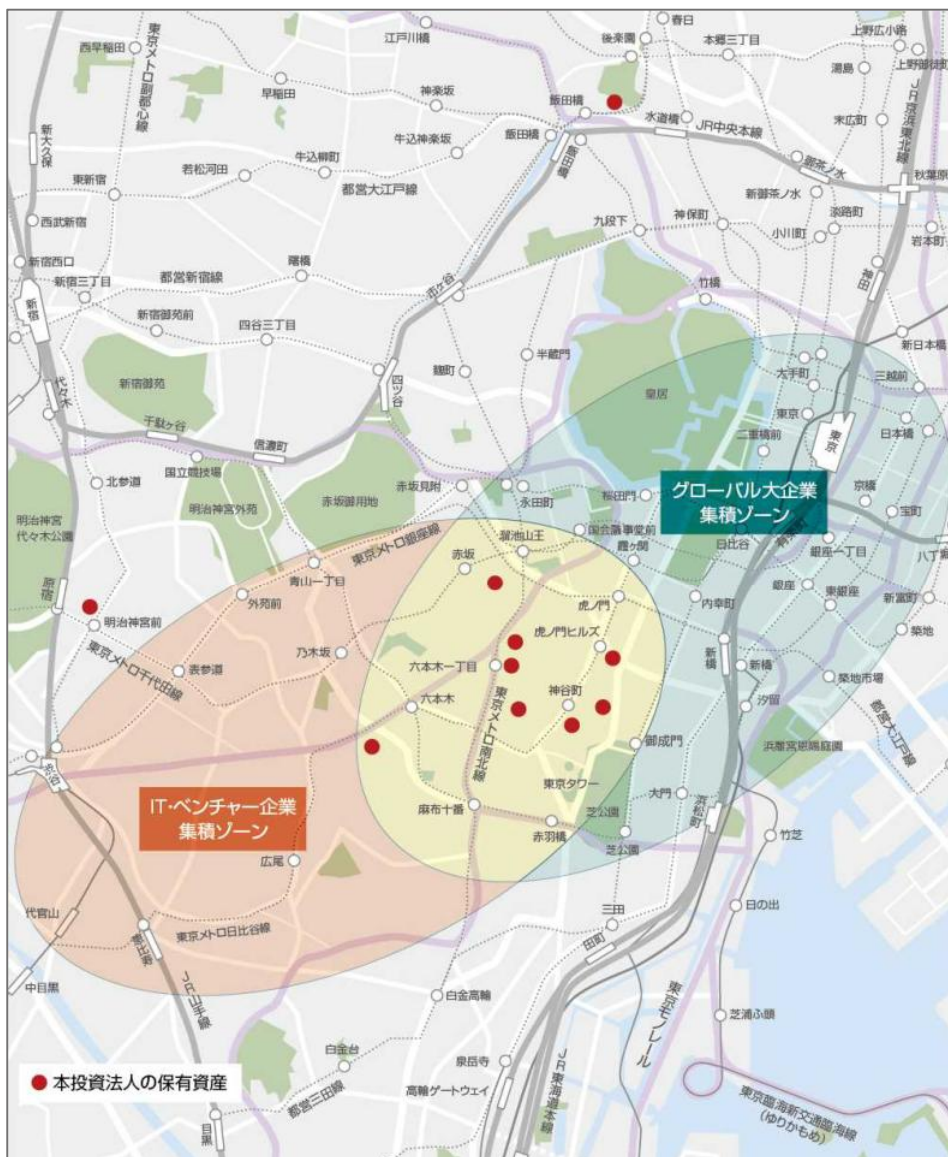 春日
江戸川橋
後楽園
本郷三丁目
上野広小路
西早稲田
東京メトロ副都心線
上野御徒町
湯島
早稲田
神楽坂
飯田橋
水道橋
JR中央本線
末広町
JR京浜東北線
新大久保
飯田橋
牛込神楽坂
牛込柳町
飯田橋
若松河田
御茶ノ水
東新宿
都営大江戸線
新御茶ノ水
秋葉原
西武新宿
九段下
神保町
淡路町
小川町
岩本町
新宿西口
曙橋
都営新宿線
新宿三丁目
市ヶ谷
竹橋
神田
新宿
新宿御苑前
四谷三丁目
新日本橋
半蔵門
麹町
代々木
新宿御苑
四ツ谷
皇居
大手町
三越前
東京
東京
日本橋
二重橋前
千駄ヶ谷
信濃町
国立競技場
北参道
赤坂見附
永田町
桜田門
グローバル大企業
集積ゾーン
京橋
宝町
明治神宮
代々木公園
明治神宮外苑
赤坂御用地
国会議事堂前
日比谷
有楽町
溜池山王
霞ヶ関
銀座一丁目
八丁堀
東京メトロ銀座線
赤坂
青山一丁目
銀座
東銀座
新富町
原宿
外苑前
虎ノ門
内幸町
明治神宮前
築地
虎ノ門ヒルズ
乃木坂
新橋
新橋
表参道
六本木一丁目
東京メトロ千代田線
築地市場
神谷町
六本木
東京メトロ南北線
汐留
都営大江戸線
御成門
浜離宮恩賜庭園
渋谷
東京タワー
大門
浜松町
IT・ベンチャー企業
集積ゾーン
麻布十番
芝公園
赤羽橋
芝公園
竹芝
広尾
代官山
三田
日の出
東京メトロ日比谷線
恵比寿
田町
中目黒
JR山手線
白金高輪
芝浦ふ頭
東京モノレール
白金台
泉岳寺
本投資法人の保有資産
都営三田線
高輪ゲートウェイ
JR東海道本線
東京臨海新交通臨海線
(ゆりかもめ)
目黒